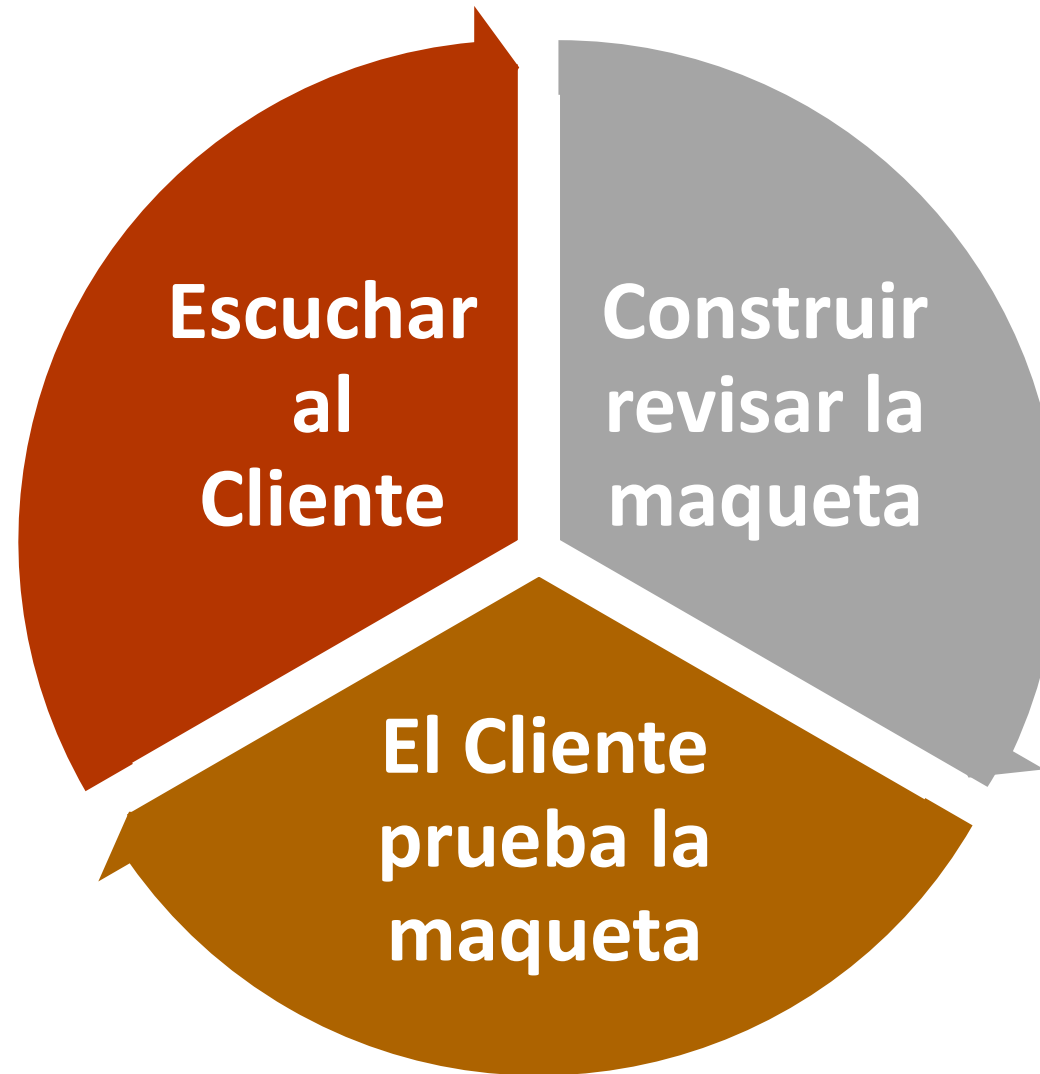 Escuchar
al
Cliente
Construir
revisar la
maqueta
El Cliente
prueba la
maqueta